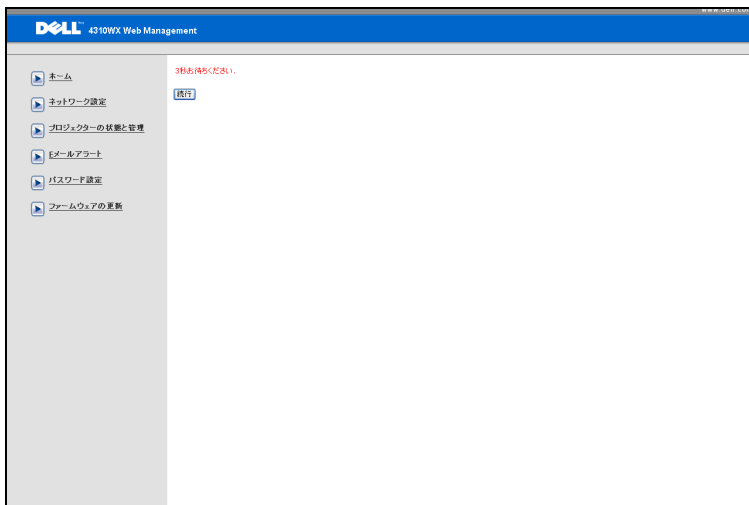 www.dell.com
DELL™ 4310WX Web Management
ホーム
ネットワーク設定
プロジェクターの状態と管理
Eメールアラート
パスワード設定
ファームウェアの更新
3秒お待ちください.
続行